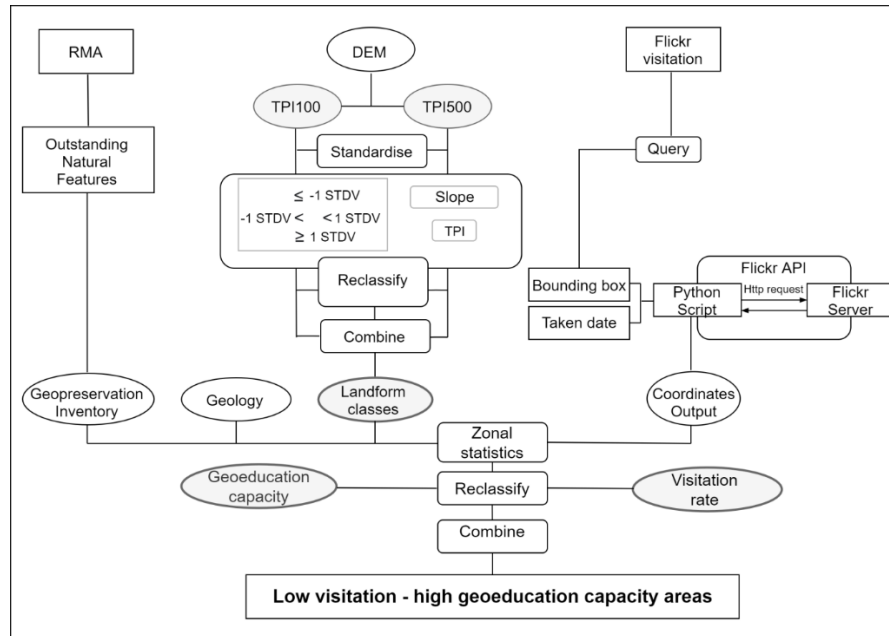 RMA
DEM
Flickr
visitation
TPI100
TPI500
Outstanding
Natural
Features
Standardise
Query
≤ -1 STDV
-1 STDV < < 1 STDV
≥ 1 STDV
Slope
TPI
Reclassify
Combine
Bounding box
Taken date
Flickr API
Python
Script
Http request
Flickr
Server
Geopreservation
Inventory
Geology
Landform
classes
Coordinates
Output
Zonal
statistics
Geoeducation
capacity
Reclassify
Visitation
rate
Combine
Low visitation - high geoeducation capacity areas